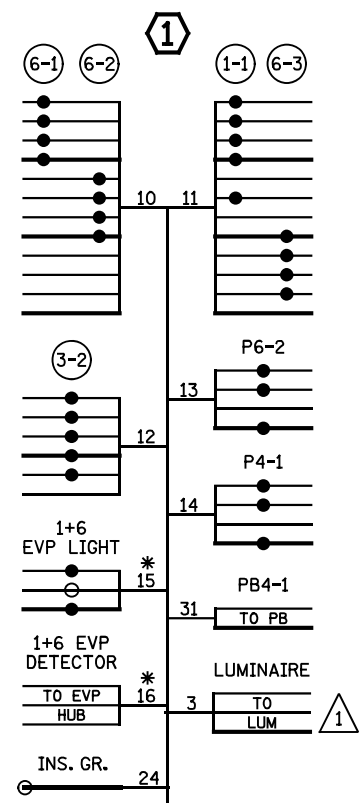 1
6-1 6-2 1-1 6-3
10 11
3-2
P6-2
13
12
P4-1
14
1+6
EVP LIGHT
*
15
PB4-1
31
TO PB
1+6 EVP
DETECTOR
*
16
TO EVP
HUB
LUMINAIRE
3
TO
LUM
1
INS. GR.
24